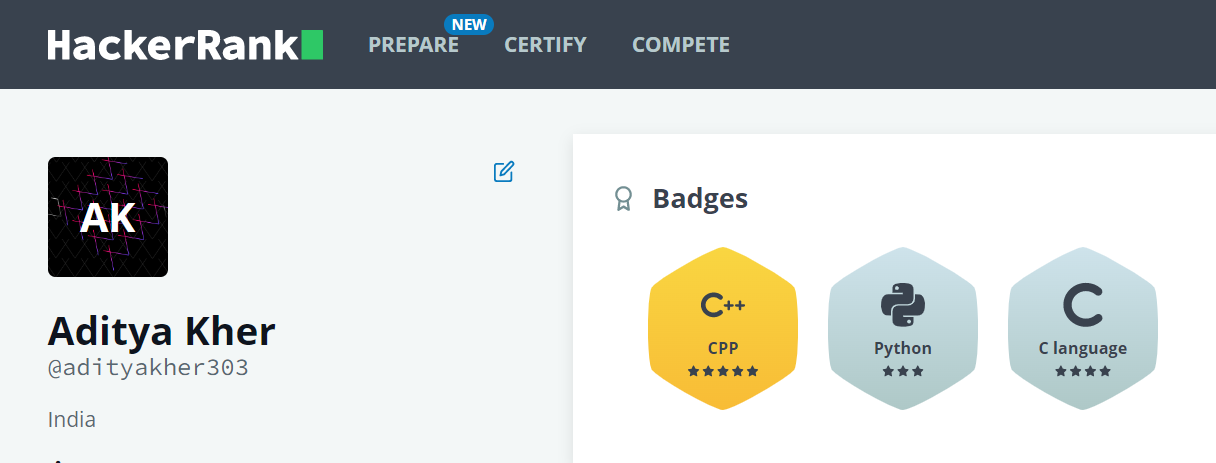 HackerRank
NEW
PREPARE CERTIFY COMPETE
AK
Aditya Kher
@adityakher303
India
Badges
C++
CPP
Python
C
C language